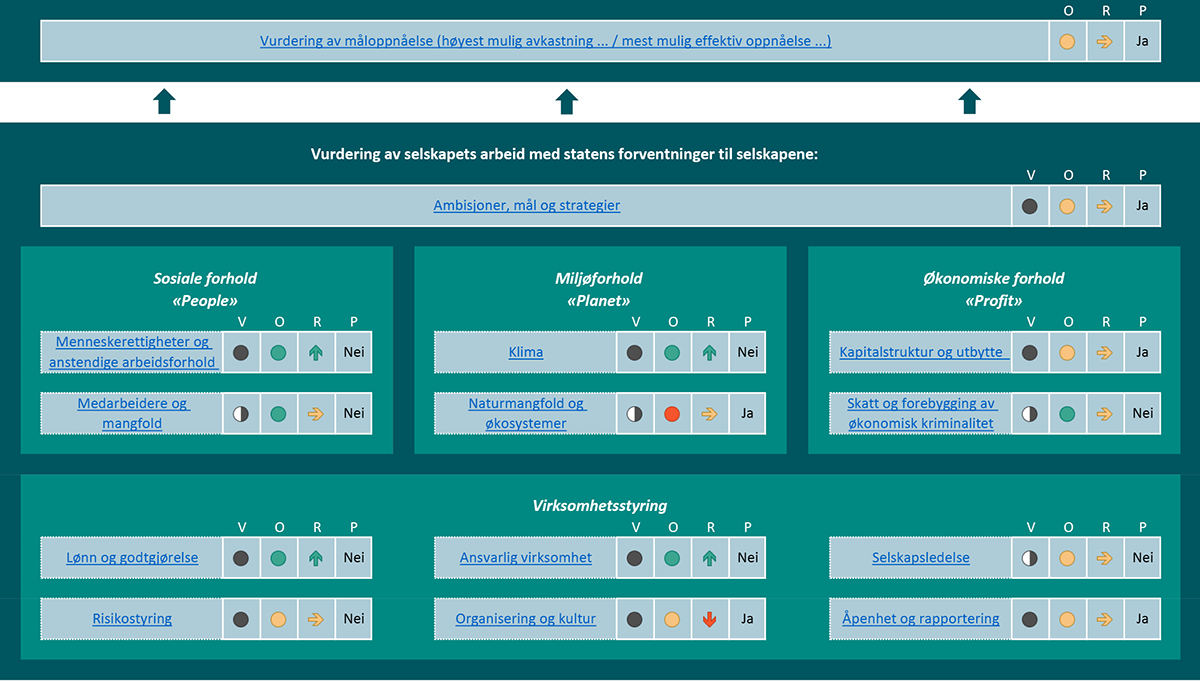 O R P
Vurdering av måloppnåelse (høyest mulig avkastning ... / mest mulig effektiv oppnåelse ...) Ja
Vurdering av selskapets arbeid med statens forventninger til selskapene:
V O R P
Ambisjoner, mål og strategier Ja
Sosiale forhold
«People»
V O R P
Menneskerettigheter og
anstendige arbeidsforhold
Nei
Medarbeidere og
mangfold
Nei
Miljøforhold
«Planet»
V O R P
Klima Nei
Naturmangfold og
økosystemer
Ja
Økonomiske forhold
«Profit»
V O R P
Kapitalstruktur og utbytte Ja
Skatt og forebygging av
økonomisk kriminalitet
Nei
Virksomhetsstyring
V O R P V O R P V O R P
Lønn og godtgjørelse Nei Ansvarlig virksomhet Nei Selskapsledelse Nei
Risikostyring Nei Organisering og kultur Ja Åpenhet og rapportering Ja